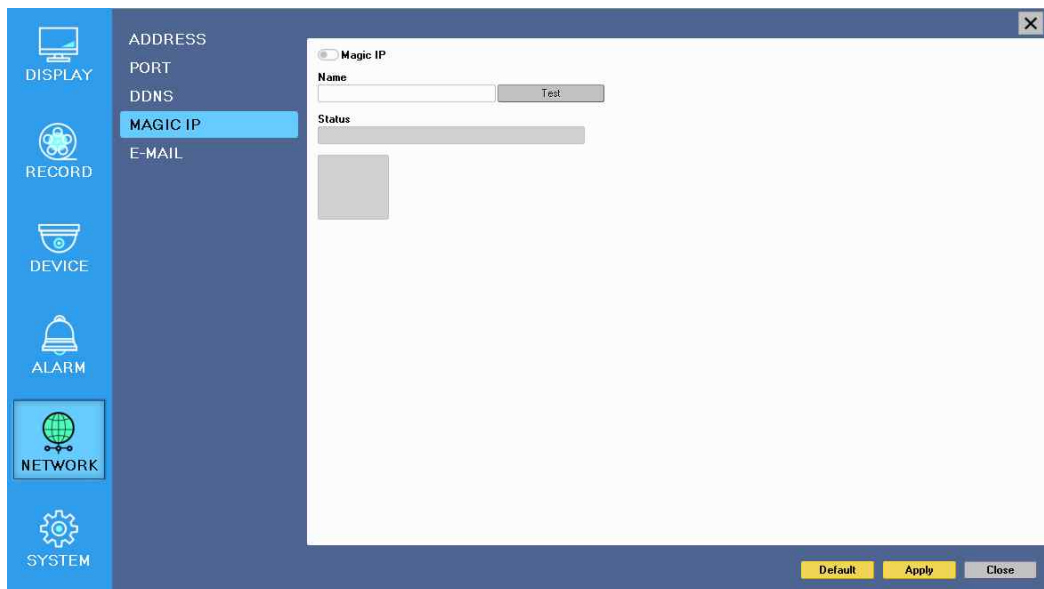 DISPLAY
RECORD
DEVICE
ALARM
NETWORK
SYSTEM
ADDRESS
PORT
DDNS
MAGIC IP
E-MAIL
Magic IP
Name
Test
Status
Default Apply Close